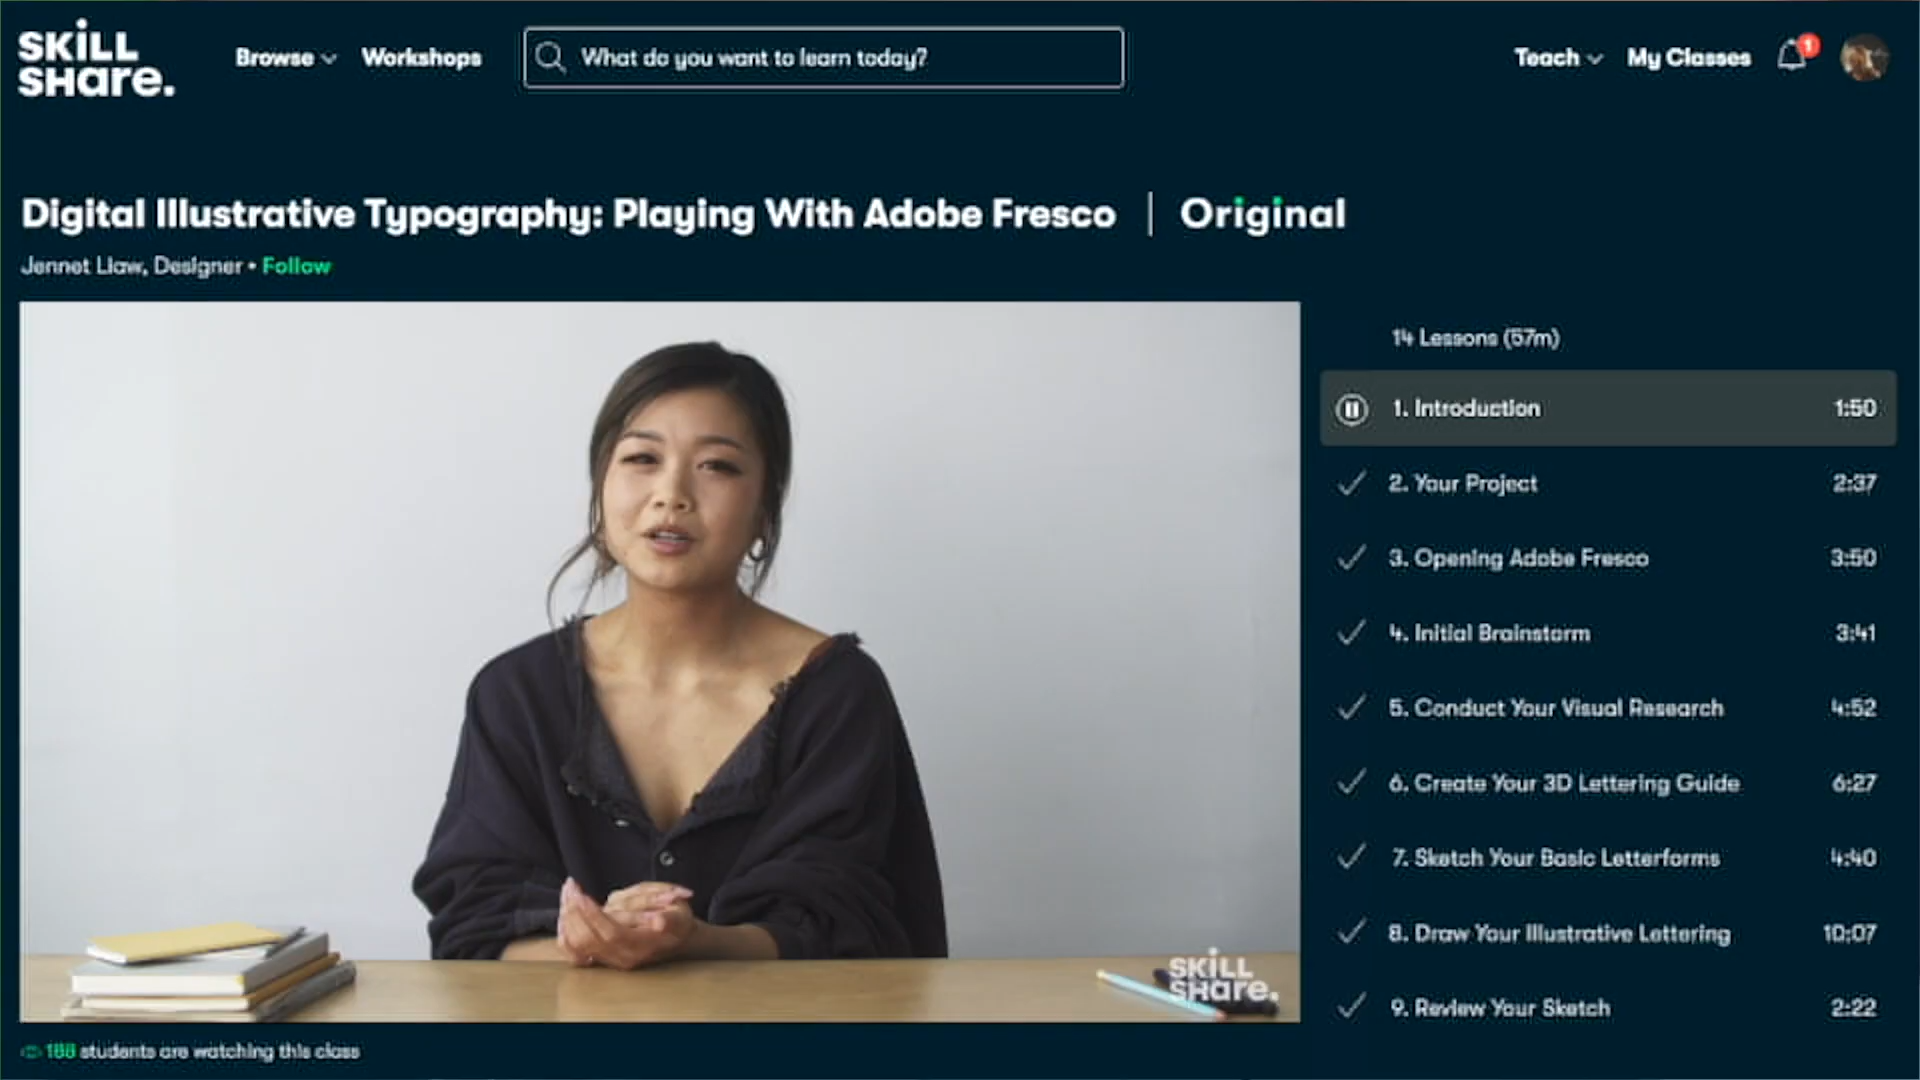 SKILL
SHare.
Browse
Workshops
What do you want to learn today?
Teach
My Classes
1
Digital Illustrative Typography: Playing With Adobe Fresco | Original
Jennet Liaw, Designer • Follow
14 Lessons (57m)
1. Introduction 1:50
2. Your Project 2:37
3. Opening Adobe Fresco 3:50
4. Initial Brainstorm 3:41
5. Conduct Your Visual Research 4:52
6. Create Your 3D Lettering Guide 6:27
7. Sketch Your Basic Letterforms 4:40
8. Draw Your Illustrative Lettering 10:07
9. Review Your Sketch 2:22
SKILL
SHare.
188 students are watching this class